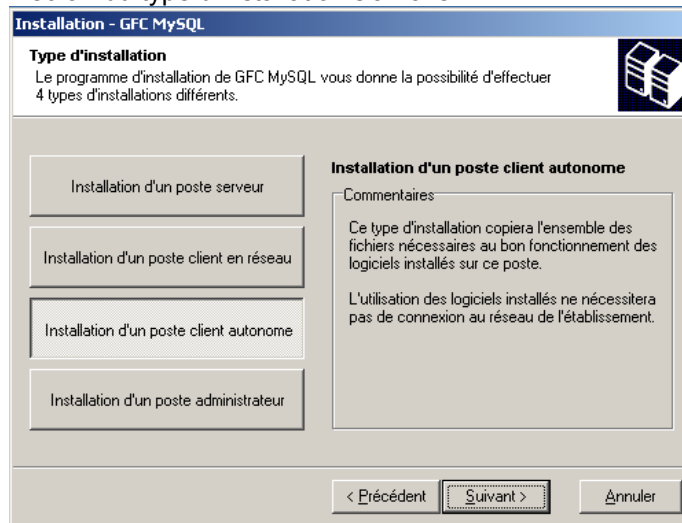 Installation - GFC MySQL
Type d'installation
Le programme d'installation de GFC MySQL vous donne la possibilité d'effectuer
4 types d'installations différents.
Installation d'un poste serveur
Installation d'un poste client en réseau
Installation d'un poste client autonome
Installation d'un poste administrateur
Installation d'un poste client autonome
Commentaires
Ce type d'installation copiera l'ensemble des
fichiers nécessaires au bon fonctionnement des
logiciels installés sur ce poste.
L'utilisation des logiciels installés ne nécessitera
pas de connexion au réseau de l'établissement.
< Précédent
Suivant >
Annuler